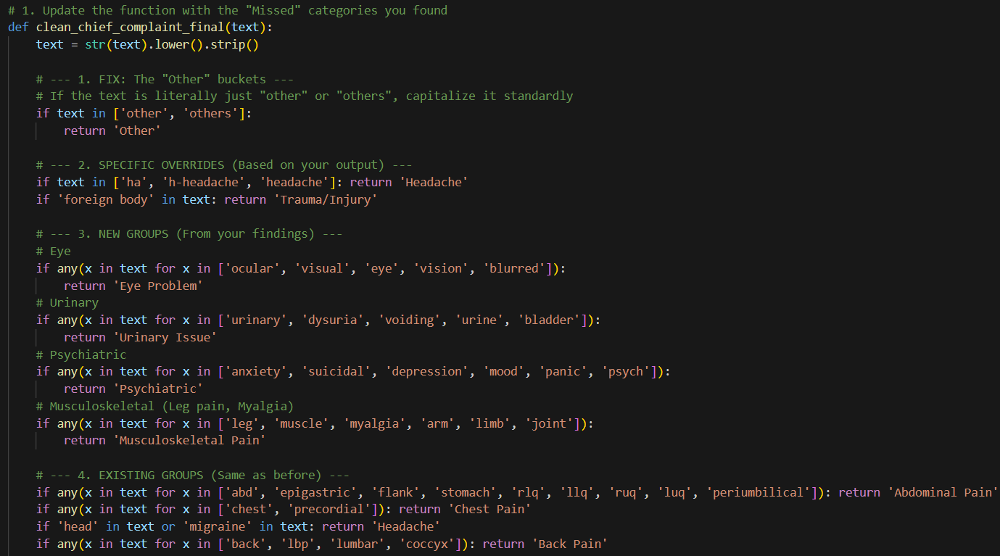 # 1. Update the function with the "Missed" categories you found
def clean_chief_complaint_final(text):
    text = str(text).lower().strip()
    # --- 1. FIX: The "Other" buckets ---
    # If the text is literally just "other" or "others", capitalize it standardly
    if text in ['other', 'others']:
        return 'Other'
    # --- 2. SPECIFIC OVERRIDES (Based on your output) ---
    if text in ['ha', 'h-headache', 'headache']: return 'Headache'
    if 'foreign body' in text: return 'Trauma/Injury'
    # --- 3. NEW GROUPS (From your findings) ---
    # Eye
    if any(x in text for x in ['ocular', 'visual', 'eye', 'vision', 'blurred']):
        return 'Eye Problem'
    # Urinary
    if any(x in text for x in ['urinary', 'dysuria', 'voiding', 'urine', 'bladder']):
        return 'Urinary Issue'
    # Psychiatric
    if any(x in text for x in ['anxiety', 'suicidal', 'depression', 'mood', 'panic', 'psych']):
        return 'Psychiatric'
    # Musculoskeletal (Leg pain, Myalgia)
    if any(x in text for x in ['leg', 'muscle', 'myalgia', 'arm', 'limb', 'joint']):
        return 'Musculoskeletal Pain'
    # --- 4. EXISTING GROUPS (Same as before) ---
    if any(x in text for x in ['abd', 'epigastric', 'flank', 'stomach', 'rlq', 'llq', 'ruq', 'luq', 'periumbilical']): return 'Abdominal Pain'
    if any(x in text for x in ['chest', 'precordial']): return 'Chest Pain'
    if 'head' in text or 'migraine' in text: return 'Headache'
    if any(x in text for x in ['back', 'lbp', 'lumbar', 'coccyx']): return 'Back Pain'